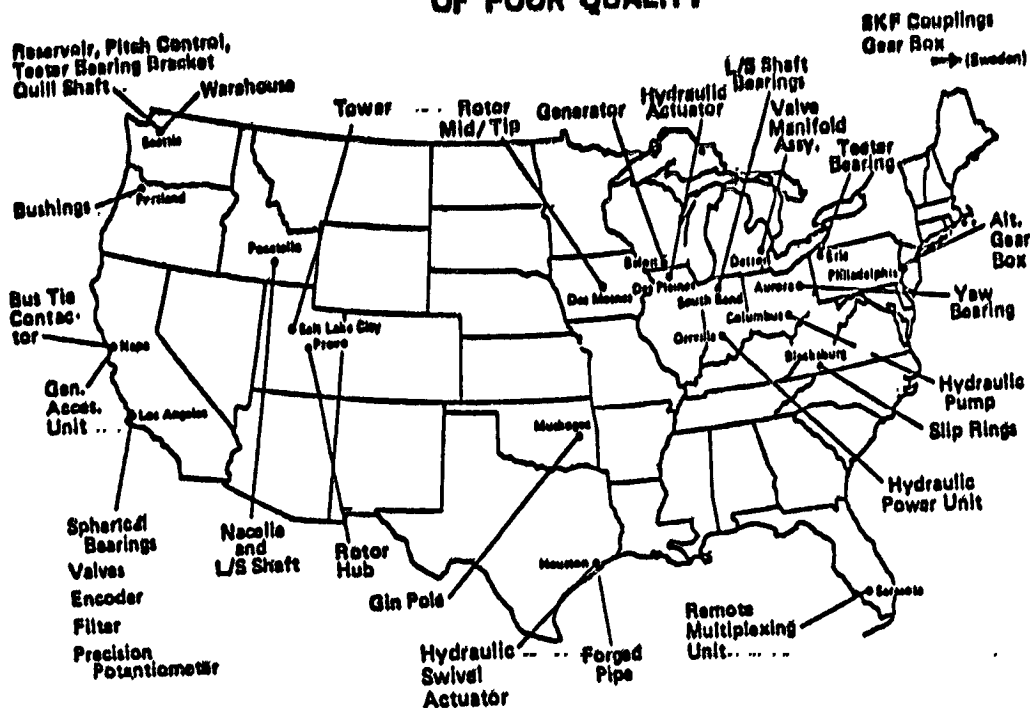 OF POOR QUALITY
SKF Couplings
Gear Box
(Sweden)
Reservoir, Pitch Control,
Teeter Bearing Bracket
Quill Shaft
Warehouse
Tower
Rotor
Mid/Tip
Generator
Hydraulic
Actuator
L/S Shaft
Bearings
Valve
Manifold
Assy.
Teeter
Bearing
Seattle
Bushings
Portland
Pocatello
Alt.
Gear
Box
Beloit
Des Plaines
Detroit
Erie
Philadelphia
Des Moines
South Bend
Aurora
Yaw
Bearing
Bus Tie
Contac-
tor
Napa
Salt Lake City
Provo
Columbus
Orrville
Blacksburg
Gen.
Acces.
Unit
Los Angeles
Hydraulic
Pump
Muskogee
Slip Rings
Hydraulic
Power Unit
Spherical
Bearings
Valves
Encoder
Filter
Precision
Potentiometer
Nacelle
and
L/S Shaft
Rotor
Hub
Gin Pole
Houston
Sarasota
Remote
Multiplexing
Unit
Hydraulic
Swivel
Actuator
Forged
Pipe